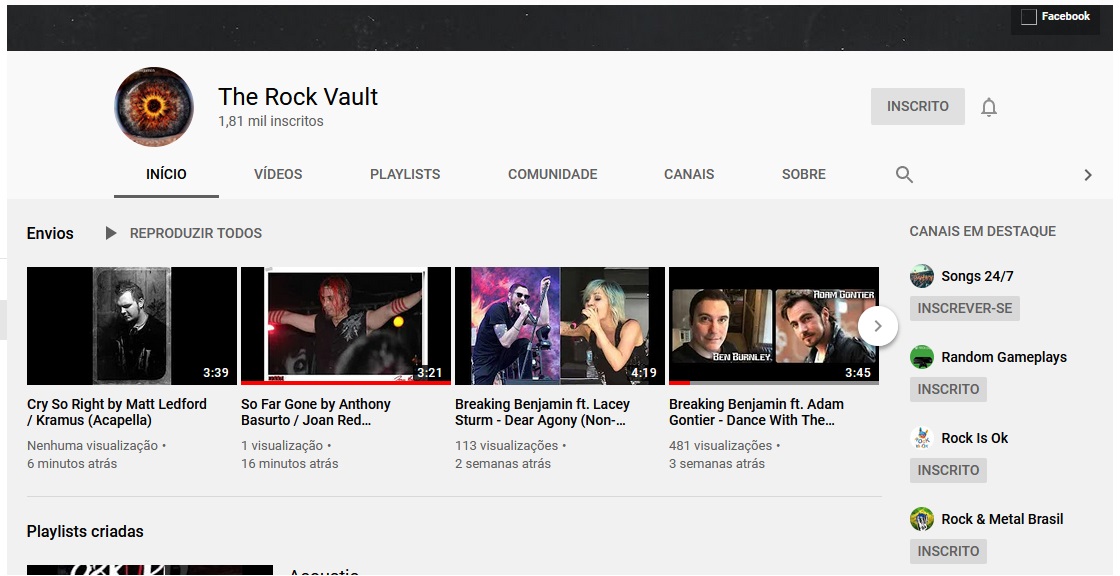 Facebook
The Rock Vault
1,81 mil inscritos
INSCRITO
INÍCIO VÍDEOS PLAYLISTS COMUNIDADE CANAIS SOBRE
Envios
REPRODUZIR TODOS
3:39
Cry So Right by Matt Ledford
/ Kramus (Acapella)
Nenhuma visualização •
6 minutos atrás
3:21
So Far Gone by Anthony
Basurto / Joan Red...
1 visualização •
16 minutos atrás
4:19
Breaking Benjamin ft. Lacey
Sturm - Dear Agony (Non-...
113 visualizações •
2 semanas atrás
ADAM GONTIER
BEN BURNLEY
3:45
Breaking Benjamin ft. Adam
Gontier - Dance With The...
481 visualizações •
3 semanas atrás
CANAIS EM DESTAQUE
Songs 24/7
INSCREVER-SE
Random Gameplays
INSCRITO
Rock Is Ok
INSCRITO
Rock & Metal Brasil
INSCRITO
Playlists criadas
Acoustic